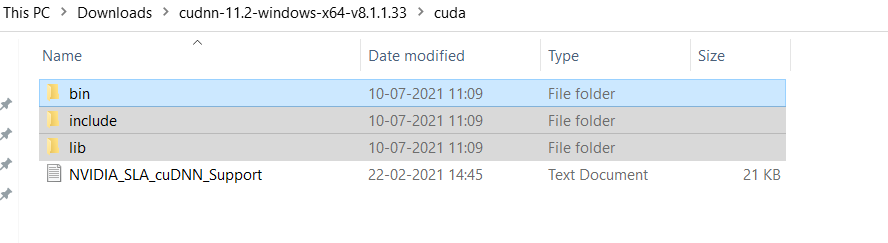 This PC > Downloads > cudnn-11.2-windows-x64-v8.1.1.33 > cuda
Name Date modified Type Size
bin 10-07-2021 11:09 File folder
include 10-07-2021 11:09 File folder
lib 10-07-2021 11:09 File folder
NVIDIA_SLA_cuDNN_Support 22-02-2021 14:45 Text Document 21 KB